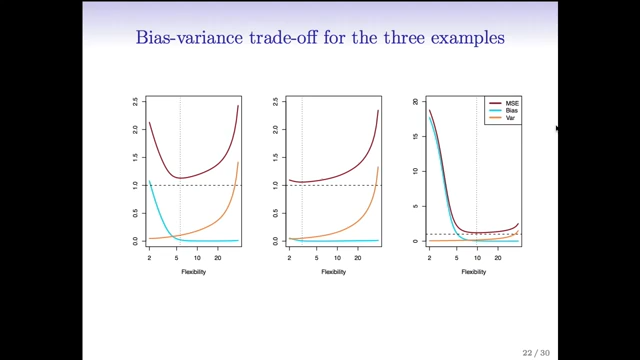 Bias-variance trade-off for the three examples
2.5
2.0
1.5
1.0
0.5
0.0
2 5 10 20
Flexibility
2.5
2.0
1.5
1.0
0.5
0.0
2 5 10 20
Flexibility
20
15
10
5
0
MSE
Bias
Var
2 5 10 20
Flexibility
22 / 30